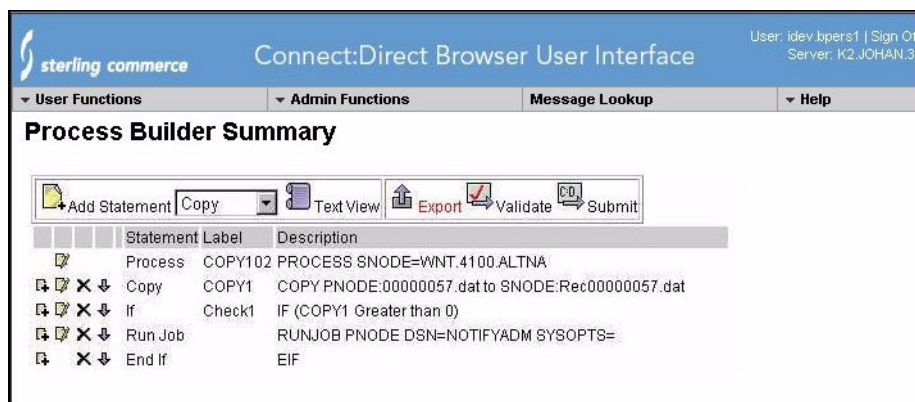 sterling commerce
Connect:Direct Browser User Interface
User: idev.bpers1 | Sign Of
Server: K2.JOHAN.3
User Functions Admin Functions Message Lookup Help
Process Builder Summary
Add Statement Copy Text View Export Validate C:D Submit
Statement Label Description
Process COPY102 PROCESS SNODE=WNT.4100.ALTNA
Copy COPY1 COPY PNODE:00000057.dat to SNODE:Rec00000057.dat
If Check1 IF (COPY1 Greater than 0)
Run Job RUNJOB PNODE DSN=NOTIFYADM SYSOPTS=
End If EIF